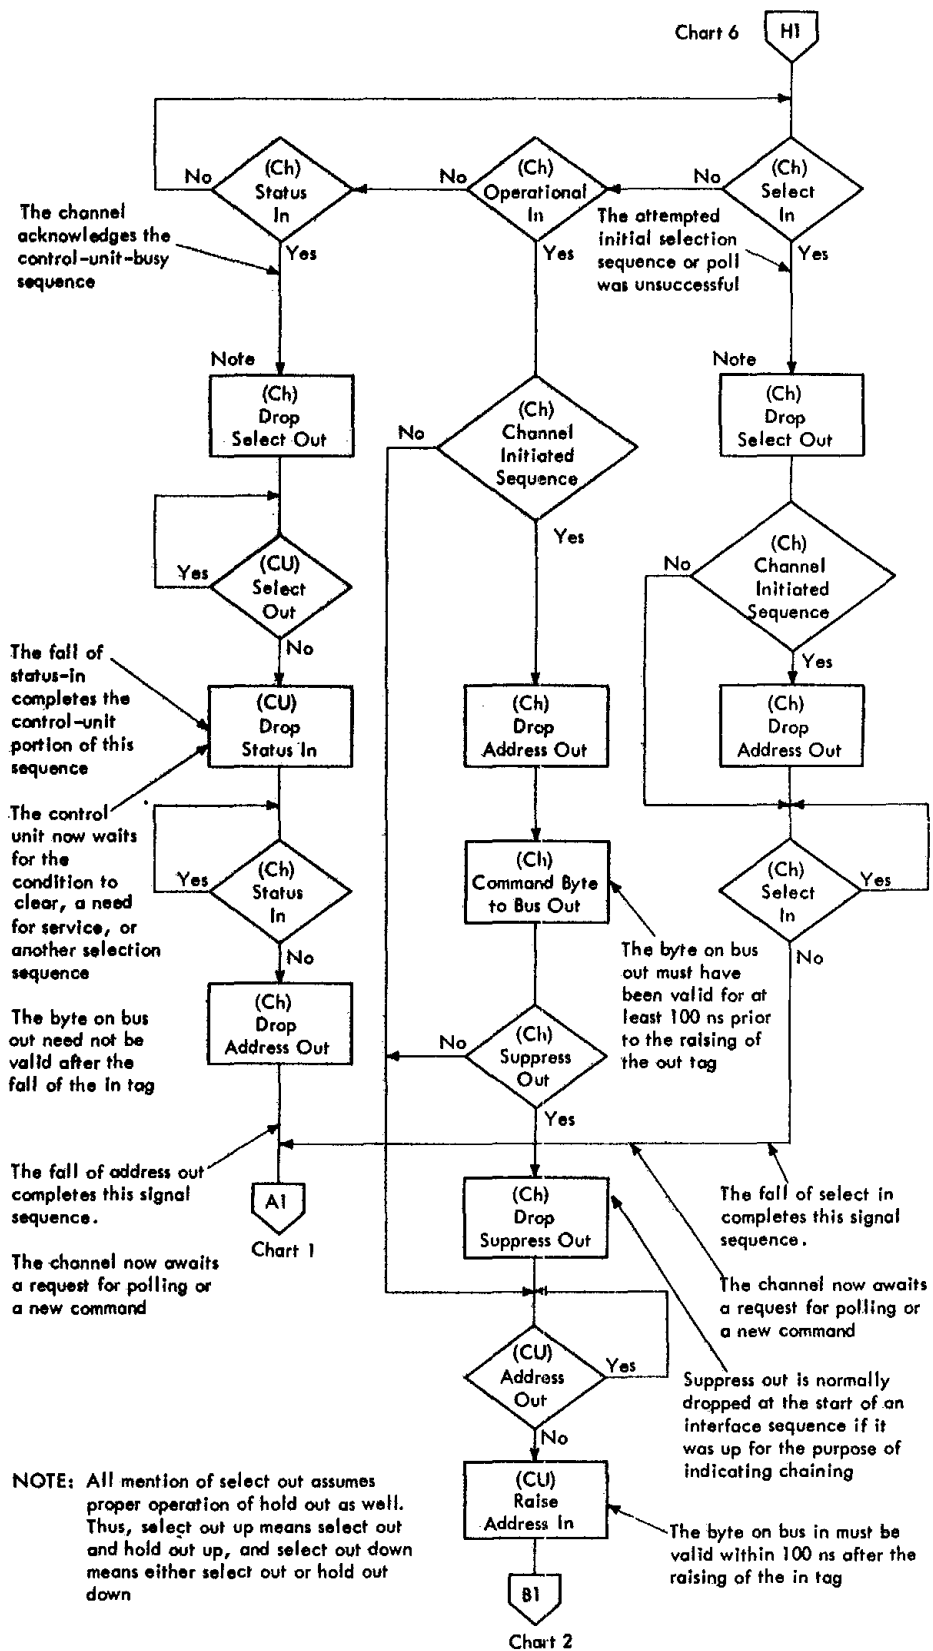 Chart 6
H1
(Ch)
Status
In
No
Yes
(Ch)
Operational
In
No
Yes
(Ch)
Select
In
No
Yes
The channel
acknowledges the
control-unit-busy
sequence
The attempted
initial selection
sequence or poll
was unsuccessful
Note
(Ch)
Drop
Select Out
(Ch)
Channel
Initiated
Sequence
No
Yes
Note
(Ch)
Drop
Select Out
(CU)
Select
Out
Yes
No
(Ch)
Channel
Initiated
Sequence
No
Yes
The fall of
status-in
completes the
control-unit
portion of this
sequence
(CU)
Drop
Status In
(Ch)
Drop
Address Out
(Ch)
Drop
Address Out
The control
unit now waits
for the
condition to
clear, a need
for service, or
another selection
sequence
(Ch)
Status
In
Yes
No
(Ch)
Command Byte
to Bus Out
(Ch)
Select
In
Yes
No
The byte on bus
out must have
been valid for at
least 100 ns prior
to the raising of
the out tag
The byte on bus
out need not be
valid after the
fall of the in tag
(Ch)
Drop
Address Out
(Ch)
Suppress
Out
No
Yes
The fall of address out
completes this signal
sequence.
A1
Chart 1
(Ch)
Drop
Suppress Out
The fall of select in
completes this signal
sequence.
The channel now awaits
a request for polling or
a new command
The channel now awaits
a request for polling or
a new command
(CU)
Address
Out
Yes
No
Suppress out is normally
dropped at the start of an
interface sequence if it
was up for the purpose of
indicating chaining
NOTE: All mention of select out assumes
proper operation of hold out as well.
Thus, select out up means select out
and hold out up, and select out down
means either select out or hold out
down
(CU)
Raise
Address In
The byte on bus in must be
valid within 100 ns after the
raising of the in tag
B1
Chart 2